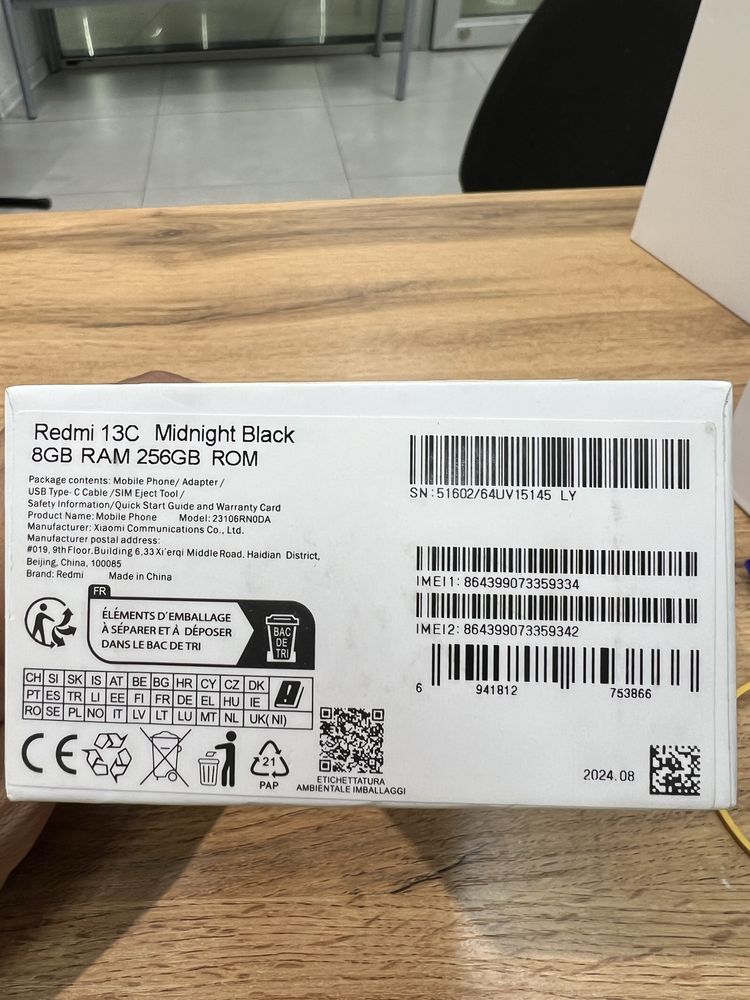 Redmi 13C Midnight Black
8GB RAM 256GB ROM
Package contents: Mobile Phone/ Adapter /
USB Type- C Cable /SIM Eject Tool /
Safety Information/Quick Start Guide and Warranty Card
Product Name: Mobile Phone Model: 23106RN0DA
Manufacturer: Xiaomi Communications Co., Ltd.
Manufacturer postal address:
#019, 9th Floor, Building 6, 33 Xi'erqi Middle Road, Haidian District,
Beijing, China, 100085
Brand: Redmi Made in China
FR
ÉLÉMENTS D'EMBALLAGE
À SÉPARER ET À DÉPOSER
DANS LE BAC DE TRI
BAC
DE
TRI
CH SI SK IS AT BE BG HR CY CZ DK
PT ES TR LI EE FI FR DE EL HU IE
RO SE PL NO IT LV LT LU MT NL UK(NI)
CE
21
PAP
ETICHETTATURA
AMBIENTALE IMBALLAGGI
SN: 51602/64UV15145 LY
IMEI1: 864399073359334
IMEI2: 864399073359342
6 941812 753866
2024.08